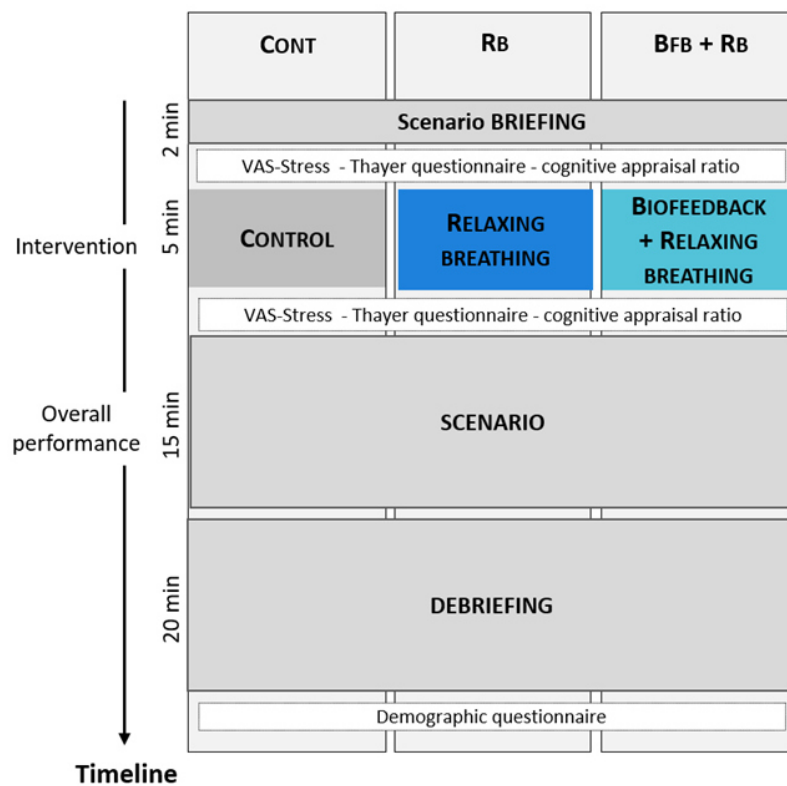 CONT
RB
BFB + RB
2 min
Scenario BRIEFING
VAS-Stress - Thayer questionnaire - cognitive appraisal ratio
Intervention
5 min
CONTROL
RELAXING
BREATHING
BIOFEEDBACK
+ RELAXING
BREATHING
VAS-Stress - Thayer questionnaire - cognitive appraisal ratio
Overall
performance
15 min
SCENARIO
20 min
DEBRIEFING
Demographic questionnaire
Timeline